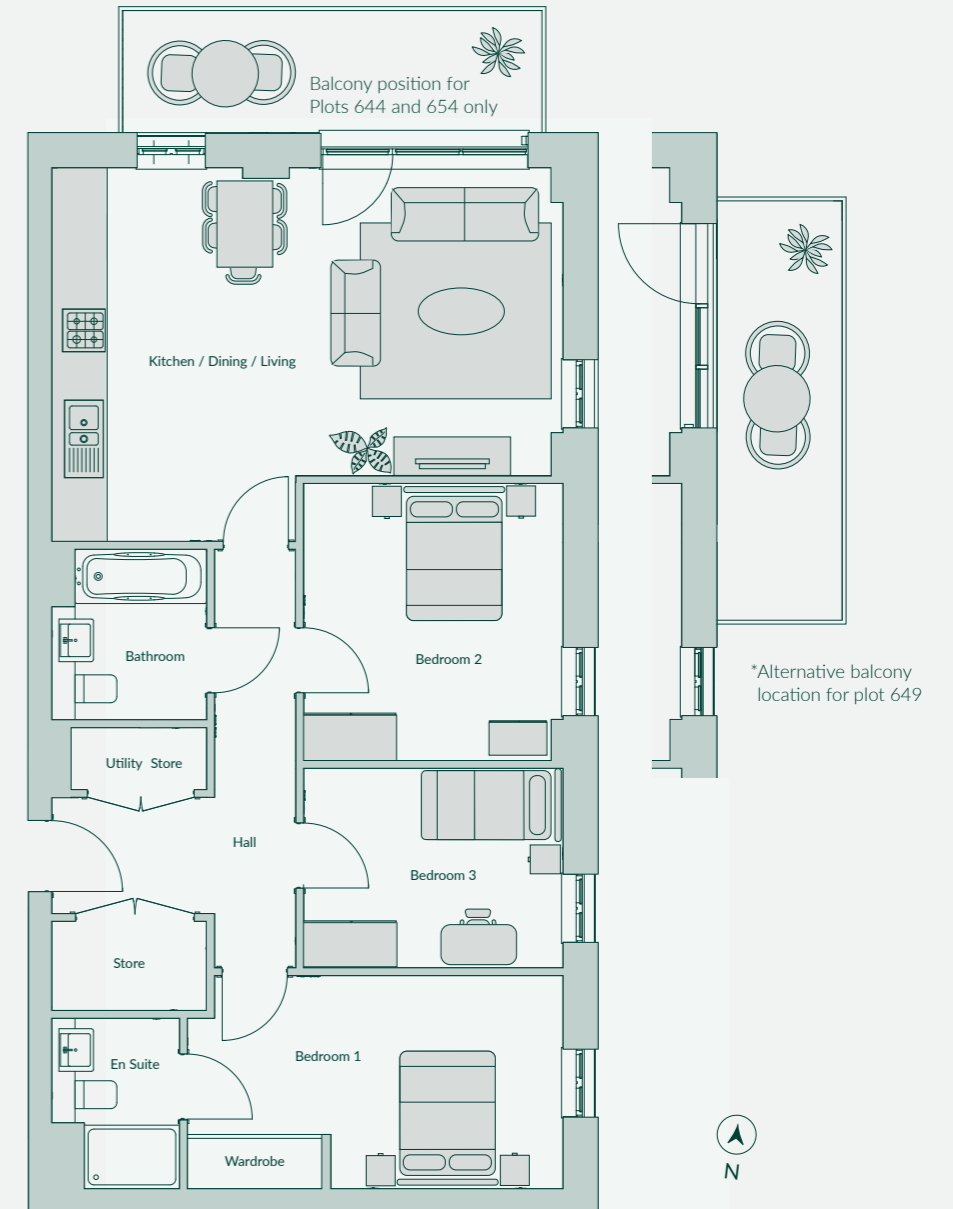 Balcony position for
Plots 644 and 654 only
Kitchen / Dining / Living
Bathroom
Bedroom 2
*Alternative balcony
location for plot 649
Utility Store
Hall
Bedroom 3
Store
Bedroom 1
En Suite
Wardrobe
N